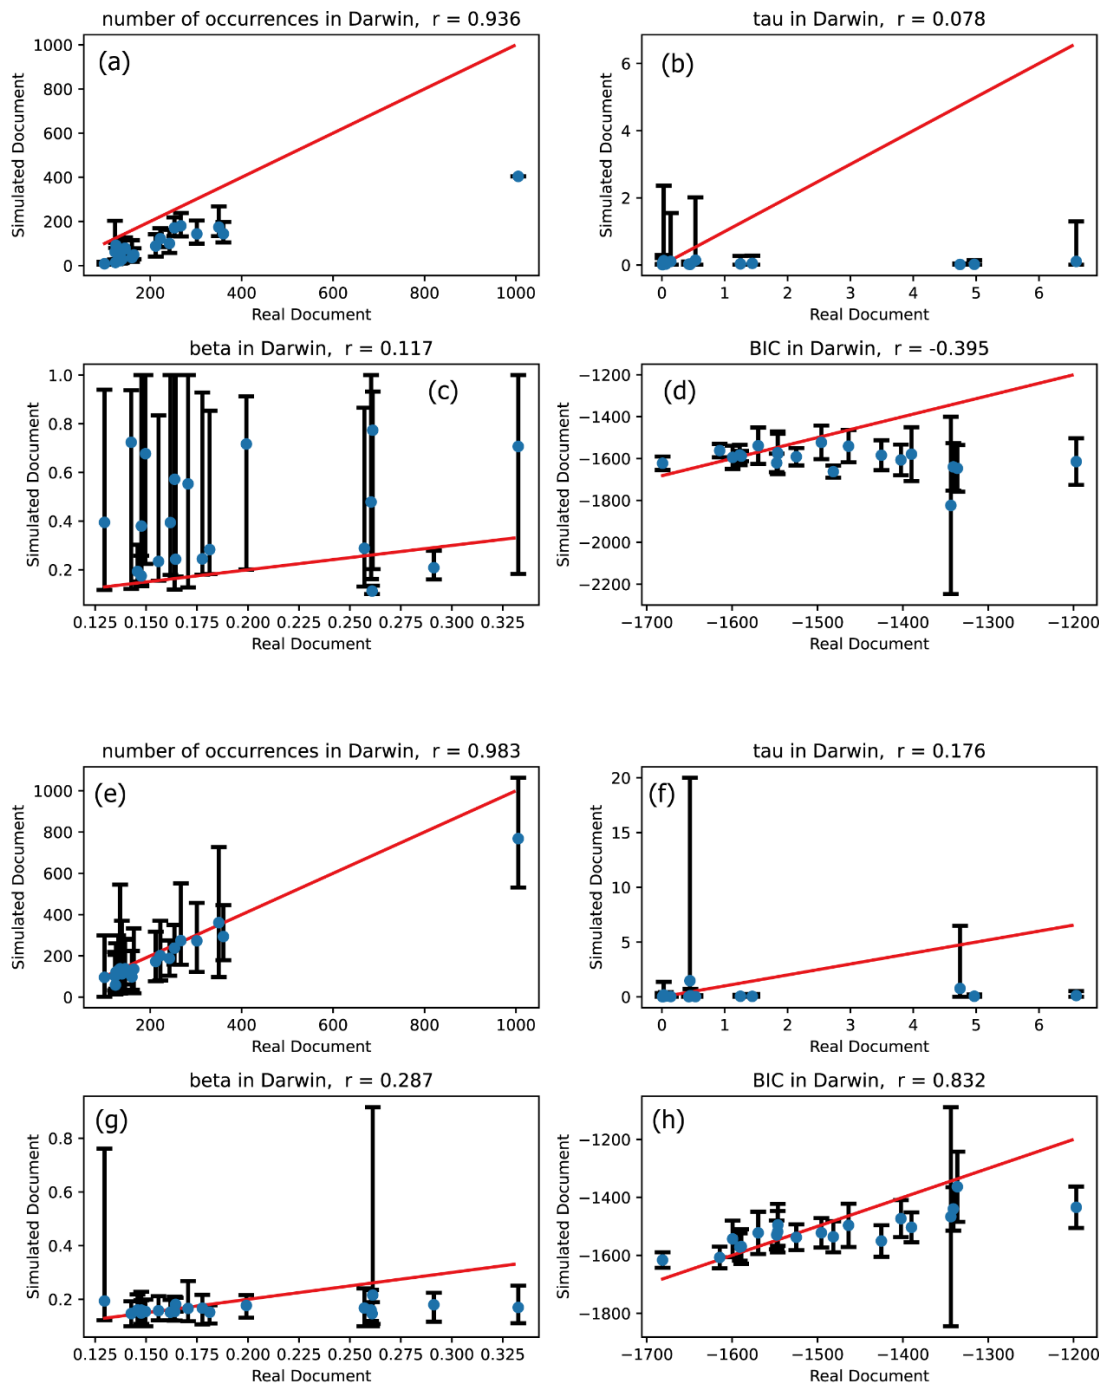 number of occurrences in Darwin, r = 0.936
(a)
Simulated Document
1000
800
600
400
200
0
200 400 600 800 1000
Real Document
tau in Darwin, r = 0.078
(b)
Simulated Document
6
4
2
0
0 1 2 3 4 5 6
Real Document
beta in Darwin, r = 0.117
(c)
Simulated Document
1.0
0.8
0.6
0.4
0.2
0.125 0.150 0.175 0.200 0.225 0.250 0.275 0.300 0.325
Real Document
BIC in Darwin, r = -0.395
(d)
Simulated Document
−1200
−1400
−1600
−1800
−2000
−2200
−1700 −1600 −1500 −1400 −1300 −1200
Real Document
number of occurrences in Darwin, r = 0.983
(e)
Simulated Document
1000
800
600
400
200
0
200 400 600 800 1000
Real Document
tau in Darwin, r = 0.176
(f)
Simulated Document
20
15
10
5
0
0 1 2 3 4 5 6
Real Document
beta in Darwin, r = 0.287
(g)
Simulated Document
0.8
0.6
0.4
0.2
0.125 0.150 0.175 0.200 0.225 0.250 0.275 0.300 0.325
Real Document
BIC in Darwin, r = 0.832
(h)
Simulated Document
−1200
−1400
−1600
−1800
−1700 −1600 −1500 −1400 −1300 −1200
Real Document